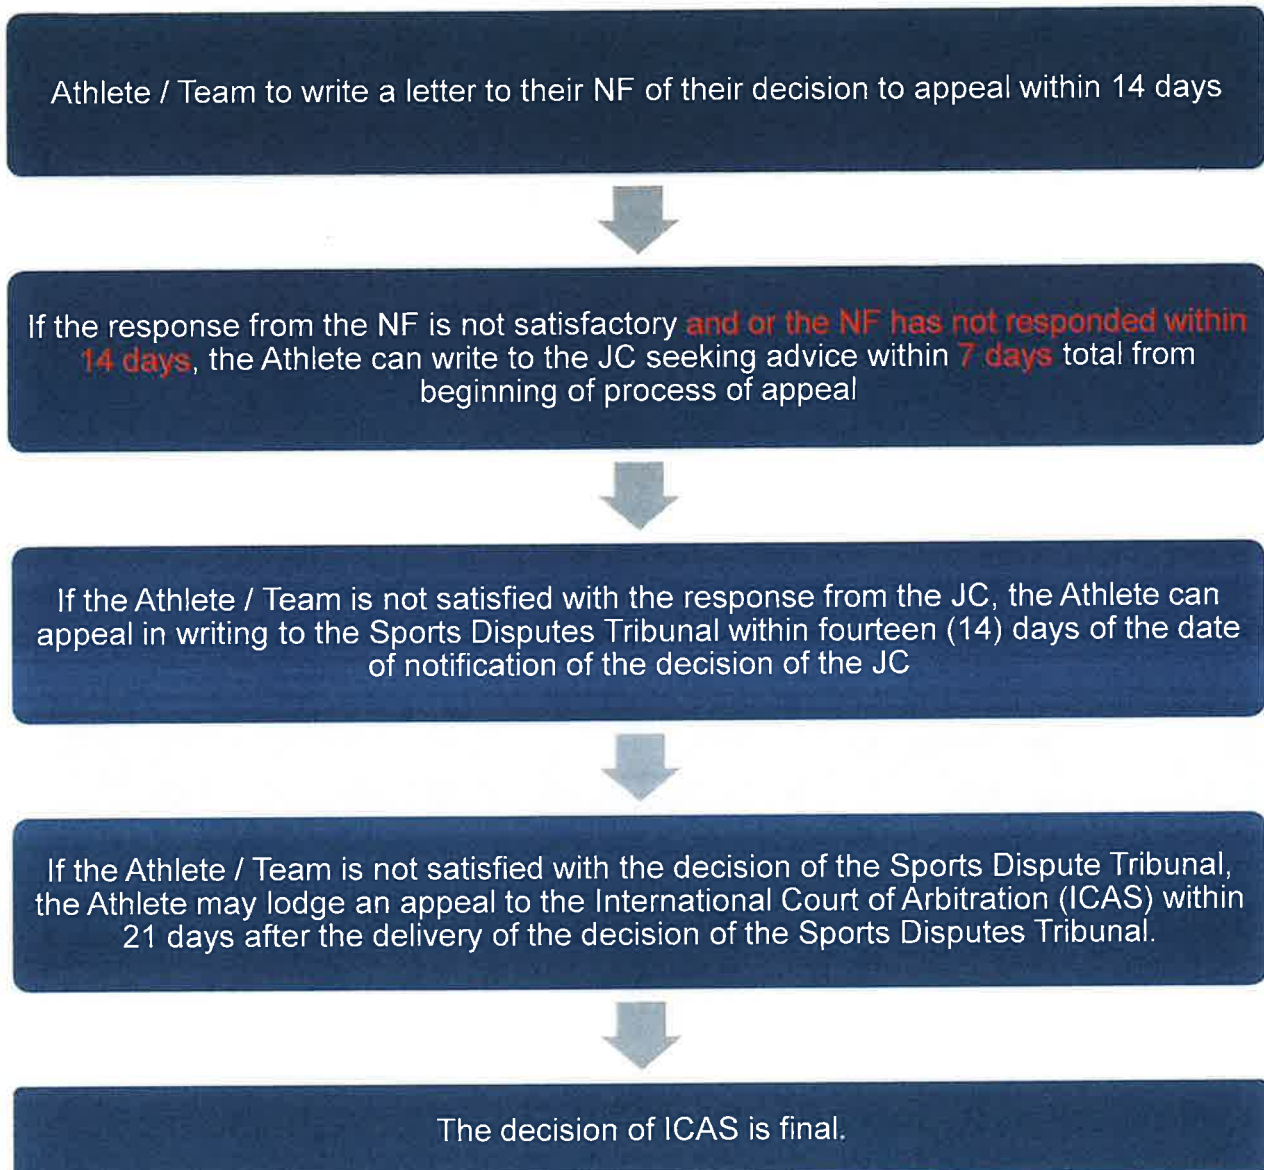 Athlete / Team to write a letter to their NF of their decision to appeal within 14 days
If the response from the NF is not satisfactory and or the NF has not responded within
14 days, the Athlete can write to the JC seeking advice within 7 days total from
beginning of process of appeal
If the Athlete / Team is not satisfied with the response from the JC, the Athlete can
appeal in writing to the Sports Disputes Tribunal within fourteen (14) days of the date
of notification of the decision of the JC
If the Athlete / Team is not satisfied with the decision of the Sports Dispute Tribunal,
the Athlete may lodge an appeal to the International Court of Arbitration (ICAS) within
21 days after the delivery of the decision of the Sports Disputes Tribunal.
The decision of ICAS is final.